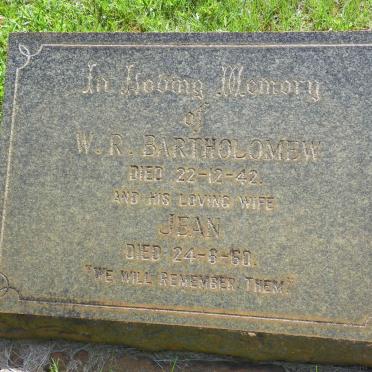 In Loving Memory
of
W. R. BARTHOLOMEW
DIED 22-12-42.
AND HIS LOVING WIFE
JEAN
DIED 24-8-60.
"WE WILL REMEMBER THEM."